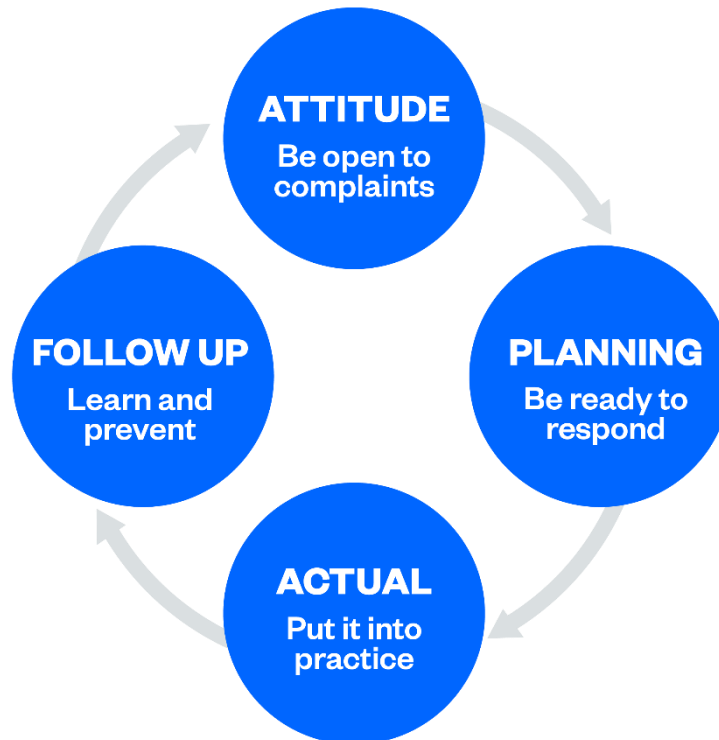 ATTITUDE
Be open to
complaints
PLANNING
Be ready to
respond
ACTUAL
Put it into
practice
FOLLOW UP
Learn and
prevent